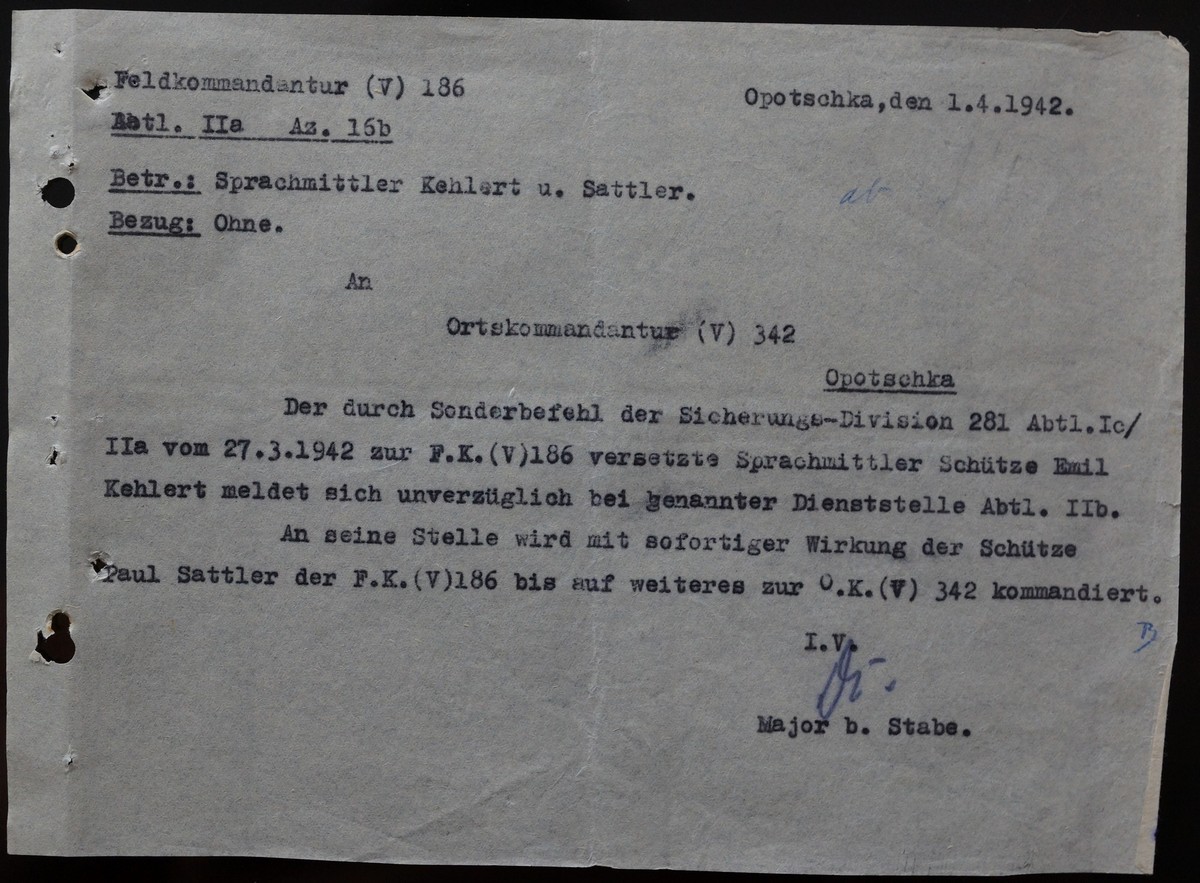 Feldkommandantur (V) 186
Opotschka,den 1.4.1942.
Abtl. IIa Az. 16b
Betr.: Sprachmittler Kehlert u. Sattler.
ab
Bezug: Ohne.
An
Ortskommandantur (V) 342
Opotschka
Der durch Sonderbefehl der Sicherungs-Division 281 Abtl.Ic/
IIa vom 27.3.1942 zur F.K.(V)186 versetzte Sprachmittler Schütze Emil
Kehlert meldet sich unverzüglich bei genannter Dienststelle Abtl. IIb.
An seine Stelle wird mit sofortiger Wirkung der Schütze
Paul Sattler der F.K.(V)186 bis auf weiteres zur O.K.(V) 342 kommandiert.
I.V.
Major b. Stabe.